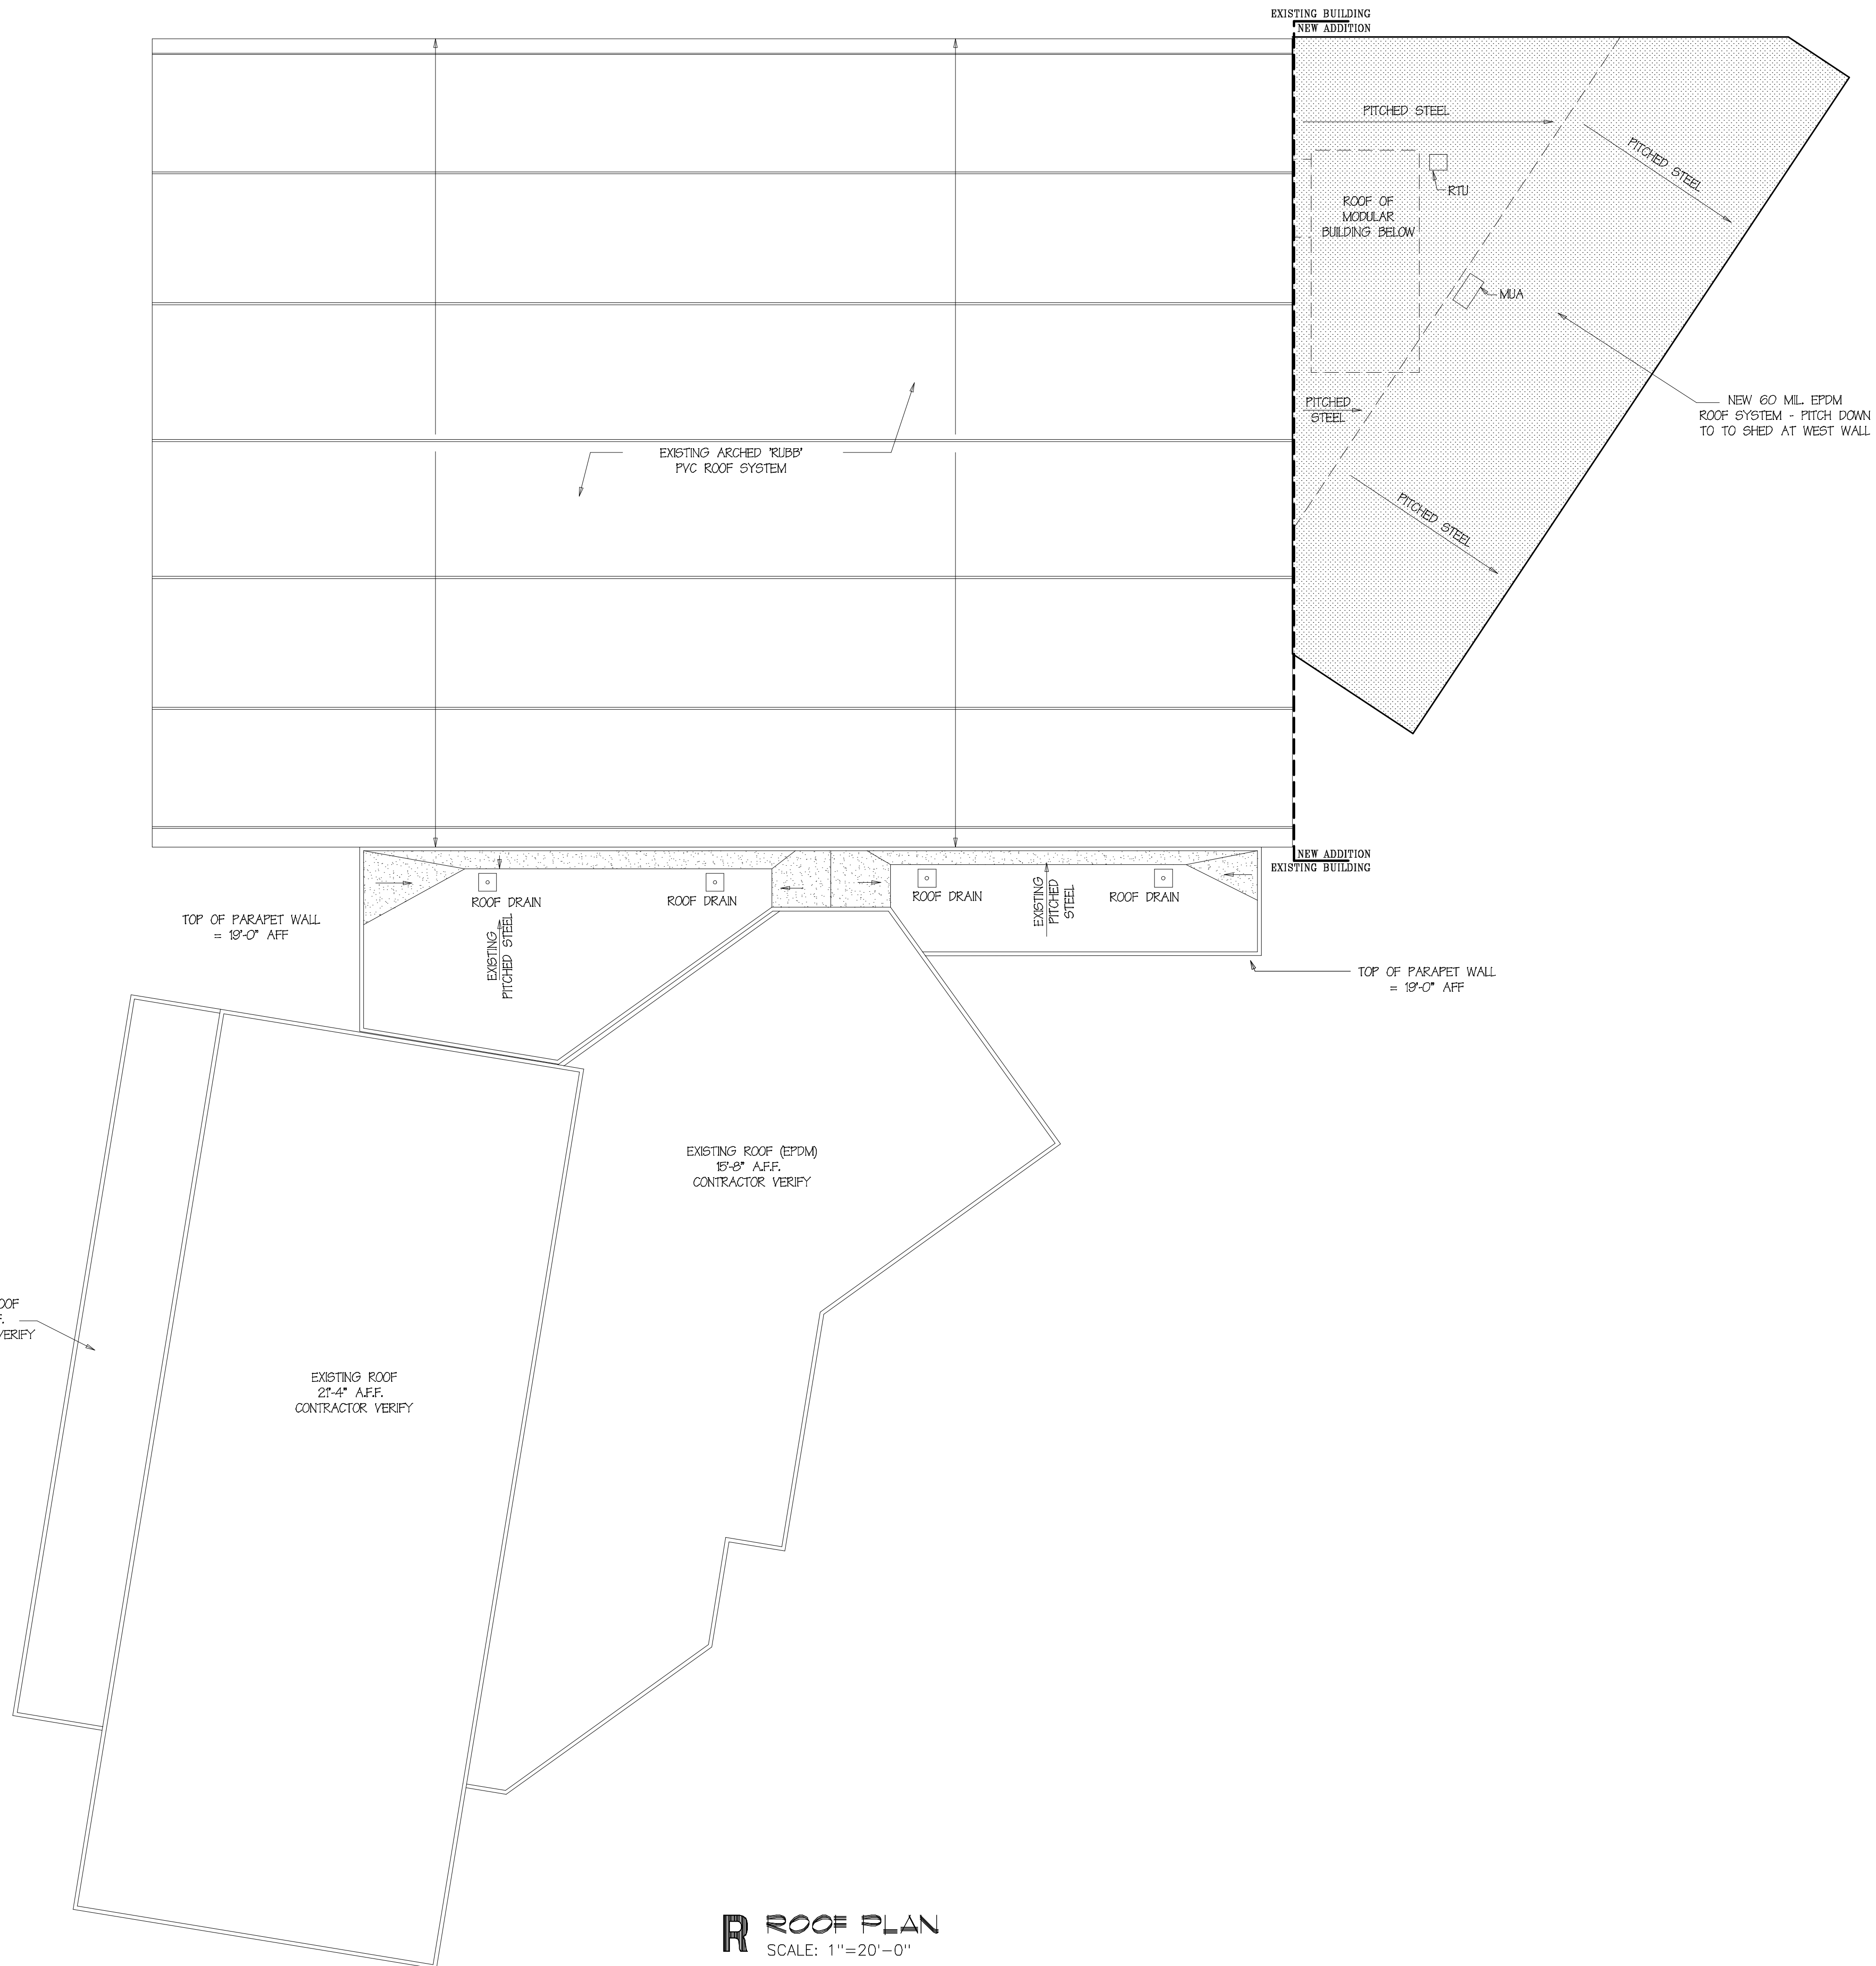 EXISTING BUILDING
NEW ADDITION
PITCHED STEEL
PITCHED STEEL
RTU
ROOF OF
MODULAR
BUILDING BELOW
MUA
PITCHED
STEEL
NEW 60 MIL. EPDM
ROOF SYSTEM - PITCH DOWN
TO TO SHED AT WEST WALL
EXISTING ARCHED "RUBB"
PVC ROOF SYSTEM
PITCHED STEEL
NEW ADDITION
EXISTING BUILDING
ROOF DRAIN
ROOF DRAIN
ROOF DRAIN
ROOF DRAIN
EXISTING
PITCHED STEEL
EXISTING
PITCHED
STEEL
TOP OF PARAPET WALL
= 19'-0" AFF
TOP OF PARAPET WALL
= 19'-0" AFF
EXISTING ROOF (EPDM)
15'-8" A.F.F.
CONTRACTOR VERIFY
VERIFY
EXISTING ROOF
21'-4" A.F.F.
CONTRACTOR VERIFY
R ROOF PLAN
SCALE: 1"=20'-0"